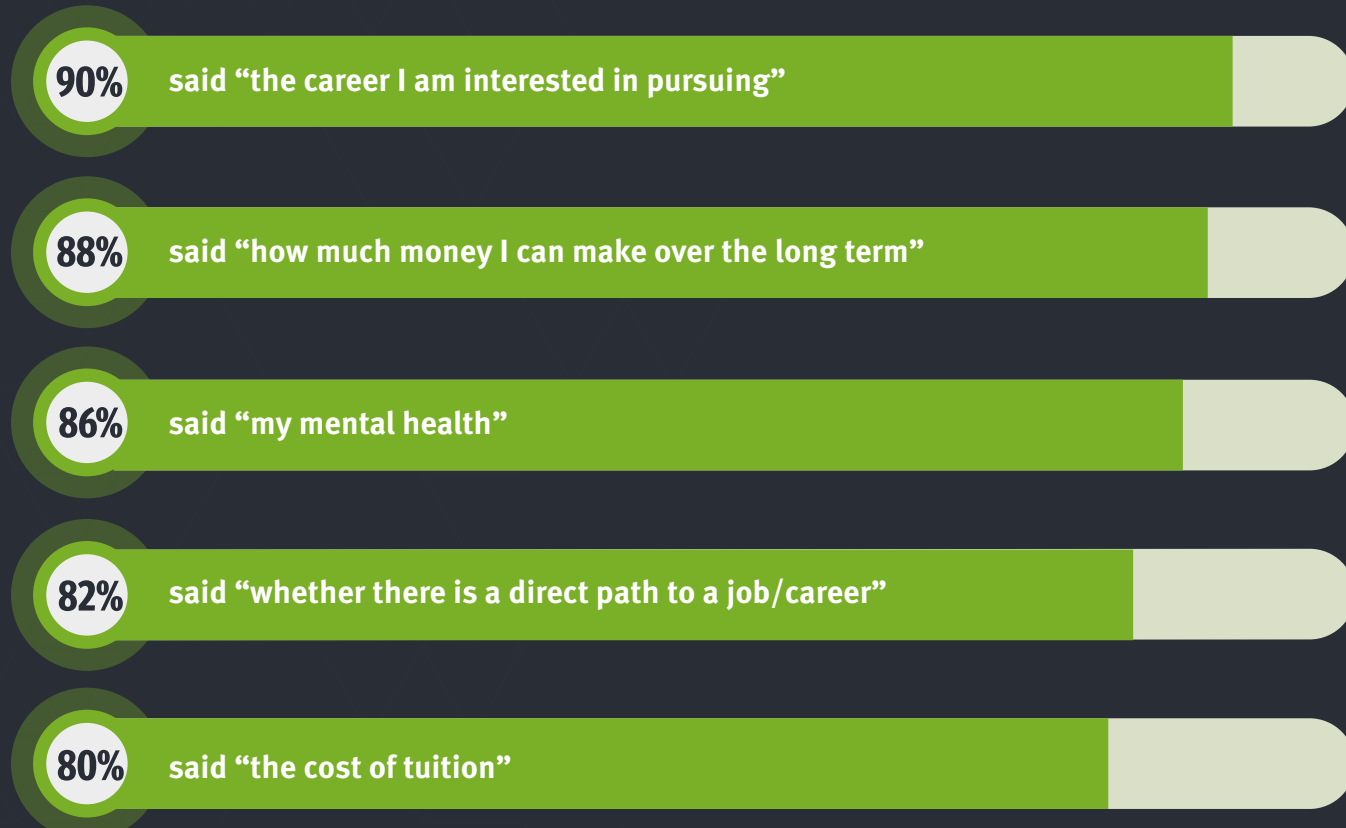 90% said “the career I am interested in pursuing”
88% said “how much money I can make over the long term”
86% said “my mental health”
82% said “whether there is a direct path to a job/career”
80% said “the cost of tuition”